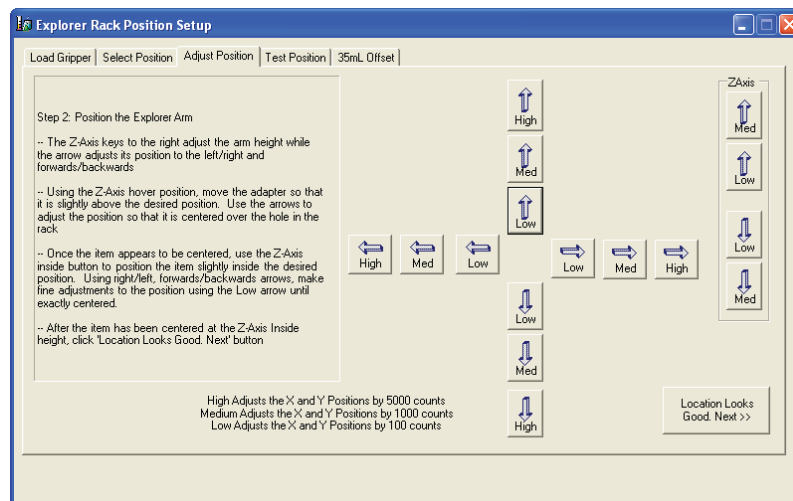 Explorer Rack Position Setup
Load Gripper
Select Position
Adjust Position
Test Position
35mL Offset
Step 2: Position the Explorer Arm
-- The Z-Axis keys to the right adjust the arm height while
the arrow adjusts its position to the left/right and
forwards/backwards
-- Using the Z-Axis hover position, move the adapter so that
it is slightly above the desired position.  Use the arrows to
adjust the position so that it is centered over the hole in the
rack
-- Once the item appears to be centered, use the Z-Axis
inside button to position the item slightly inside the desired
position.  Using right/left, forwards/backwards arrows, make
fine adjustments to the position using the Low arrow until
exactly centered.
-- After the item has been centered at the Z-Axis Inside
height, click 'Location Looks Good. Next' button
High
Med
Low
High
Med
Low
Low
Med
High
Low
Med
High
ZAxis
Med
Low
Low
Med
High Adjusts the X and Y Positions by 5000 counts
Medium Adjusts the X and Y Positions by 1000 counts
Low Adjusts the X and Y Positions by 100 counts
Location Looks
Good. Next >>